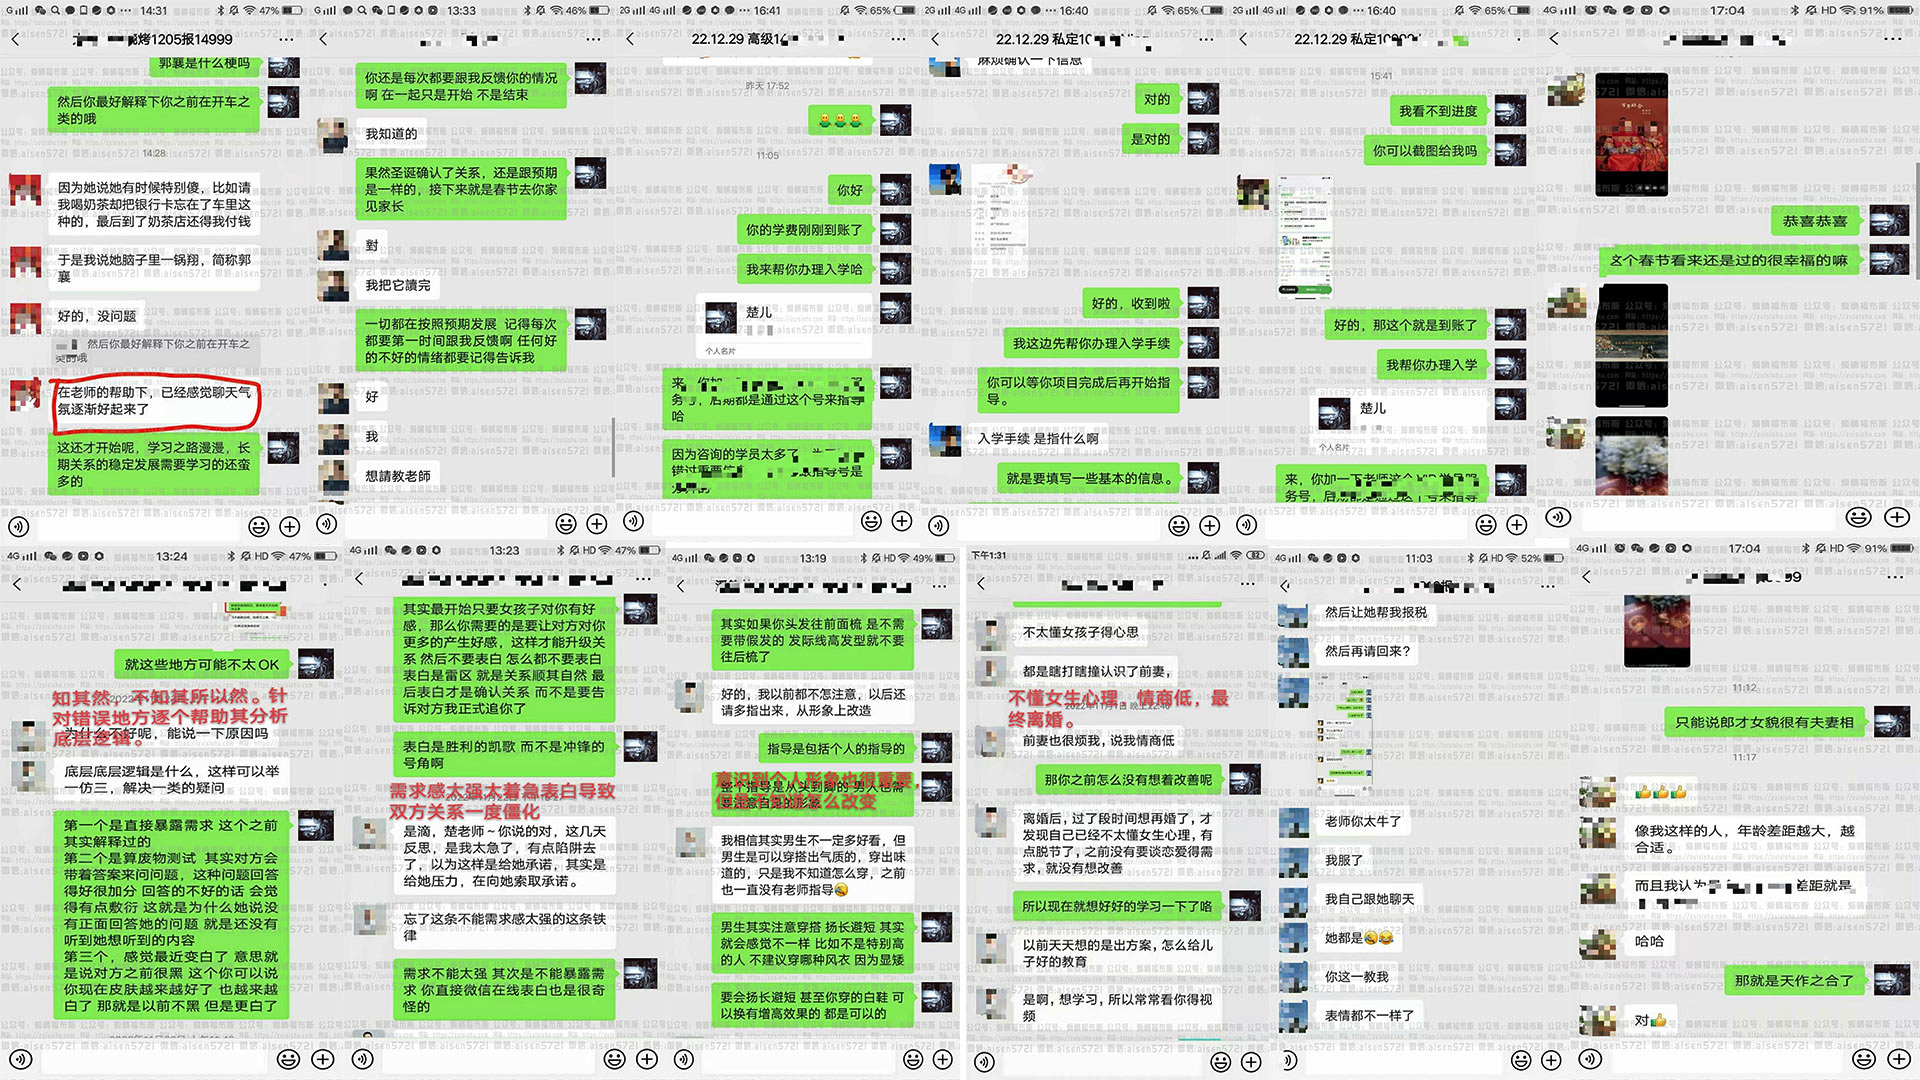 14:31
47%
烤1205报14999
郭襄是什么梗吗
然后你最好解释下你之前在开车之
类的哦
14:28
因为她说她有时候特别傻，比如请
我喝奶茶却把银行卡忘在了车里这
种的，最后到了奶茶店还得我付钱
于是我说她脑子里一锅翔，简称郭
襄
好的，没问题
然后你最好解释下你之前在开车之
类的哦
在老师的帮助下，已经感觉聊天气
氛逐渐好起来了
这还才开始呢，学习之路漫漫，长
期关系的稳定发展需要学习的还蛮
多的
13:33
46%
你还是每次都要跟我反馈你的情况
啊 在一起只是开始 不是结束
我知道的
果然圣诞确认了关系，还是跟预期
是一样的，接下来就是春节去你家
见家长
對
我把它讀完
一切都在按照预期发展 记得每次
都要第一时间跟我反馈啊 任何好
的不好的情绪都要记得告诉我
好
我
想請教老師
16:41
65%
22.12.29 高级14
昨天 17:52
11:05
你好
你的学费刚刚到账了
我来帮你办理入学哈
楚儿
个人名片
务号，后期都是通过这个号来指导
哈
因为咨询的学员太多了
16:40
65%
22.12.29 私定10
麻烦确认一下信息
对的
是对的
好的，收到啦
我这边先帮你办理入学手续
你可以等你项目完成后再开始指
导。
入学手续 是指什么啊
就是要填写一些基本的信息。
16:40
65%
22.12.29 私定10
15:41
我看不到进度
你可以截图给我吗
好的，那这个就是到账了
我帮你办理入学
楚儿
个人名片
来，你加一下老师这个
17:04
HD 91%
恭喜恭喜
这个春节看来还是过的很幸福的嘛
13:24
HD 47%
就这些地方可能不太OK
知其然，不知其所以然。针
对错误地方逐个帮助其分析
底层逻辑。
为什么不好呢，能说一下原因吗
底层底层逻辑是什么，这样可以举
一仿三，解决一类的疑问
第一个是直接暴露需求 这个之前
其实解释过的
第二个是算废物测试 其实对方会
带着答案来问问题，这种问题回答
得好很加分 回答的不好的话 会觉
得有点敷衍 这就是为什么她说没
有正面回答她的问题 就是还没有
听到她想听到的内容
第三个，感觉最近变白了 意思就
是说对方之前很黑 这个你可以说
你现在皮肤越来越好了 也越来越
白了 那就是以前不黑 但是更白了
13:23
HD 47%
其实最开始只要女孩子对你有好
感，那么你需要的是要让对方对你
更多的产生好感，这样才能升级关
系 然后不要表白 怎么都不要表白
表白是雷区 就是关系顺其自然 最
后表白才是确认关系 而不是要告
诉对方我正式追你了
表白是胜利的凯歌 而不是冲锋的
号角啊
需求感太强太着急表白导致
双方关系一度僵化
是滴，楚老师～你说的对，这几天
反思，是我太急了，有点陷阱去
了，以为这样是给她承诺，其实是
给她压力，在向她索取承诺。
忘了这条不能需求感太强的这条铁
律
需求不能太强 其次是不能暴露需
求 你直接微信在线表白也是很奇
怪的
13:19
HD 49%
其实如果你头发往前面梳 是不需
要带假发的 发际线高发型就不要
往后梳了
好的，我以前都不怎注意，以后还
请多指出来，从形象上改造
指导是包括个人的指导的
意识到个人形象也很重要，
但是不知道怎么改变
整个指导是从头到脚的 男人也需
要注意自己的形象
我相信其实男生不一定多好看，但
男生是可以穿搭出气质的，穿出味
道的，只是我不知道怎么穿，之前
也一直没有老师指导
男生其实注意穿搭 扬长避短 其实
就会感觉不一样 比如不是特别高
的人 不建议穿哪种风衣 因为显矮
要会扬长避短 甚至你穿的白鞋 可
以换有增高效果的 都是可以的
下午1:31
82
不太懂女孩子得心思
都是瞎打瞎撞认识了前妻，
不懂女生心理，情商低，最
终离婚。
2022年11月1日 晚上22:40
前妻也很烦我，说我情商低
那你之前怎么没有想着改善呢
离婚后，过了段时间想再婚了，才
发现自己已经不太懂女生心理，有
点脱节了，之前没有要谈恋爱得需
求，就没有想改善
所以现在就想好好的学习一下了咯
以前天天想的是出方案，怎么给儿
子好的教育
是啊，想学习，所以常常看你得视
频
11:03
HD 52%
然后让她帮我报税
然后再请回来？
老师你太牛了
我服了
我自己跟她聊天
她都是
你这一教我
表情都不一样了
17:04
HD 91%
11:12
只能说郎才女貌很有夫妻相
11:17
像我这样的人，年龄差距越大，越
合适。
而且我认为
差距就是
哈哈
那就是天作之合了
对